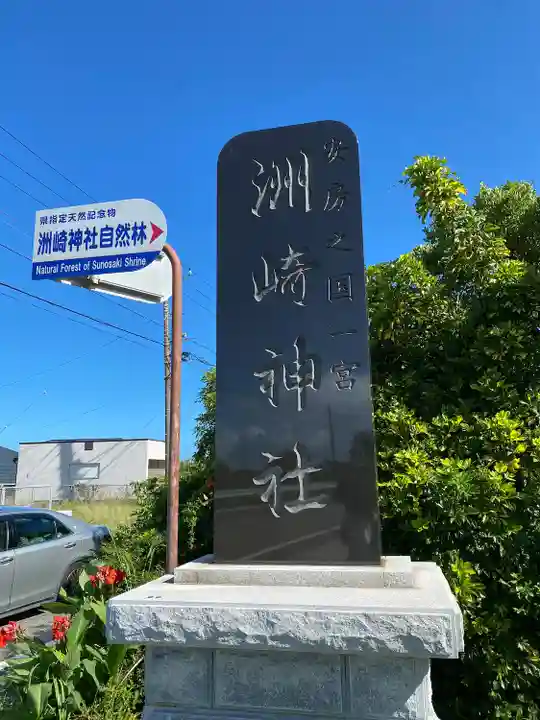 県指定天然記念物
洲崎神社自然林
Natural Forest of Sunosaki Shrine
安房之国一宮
洲崎神社